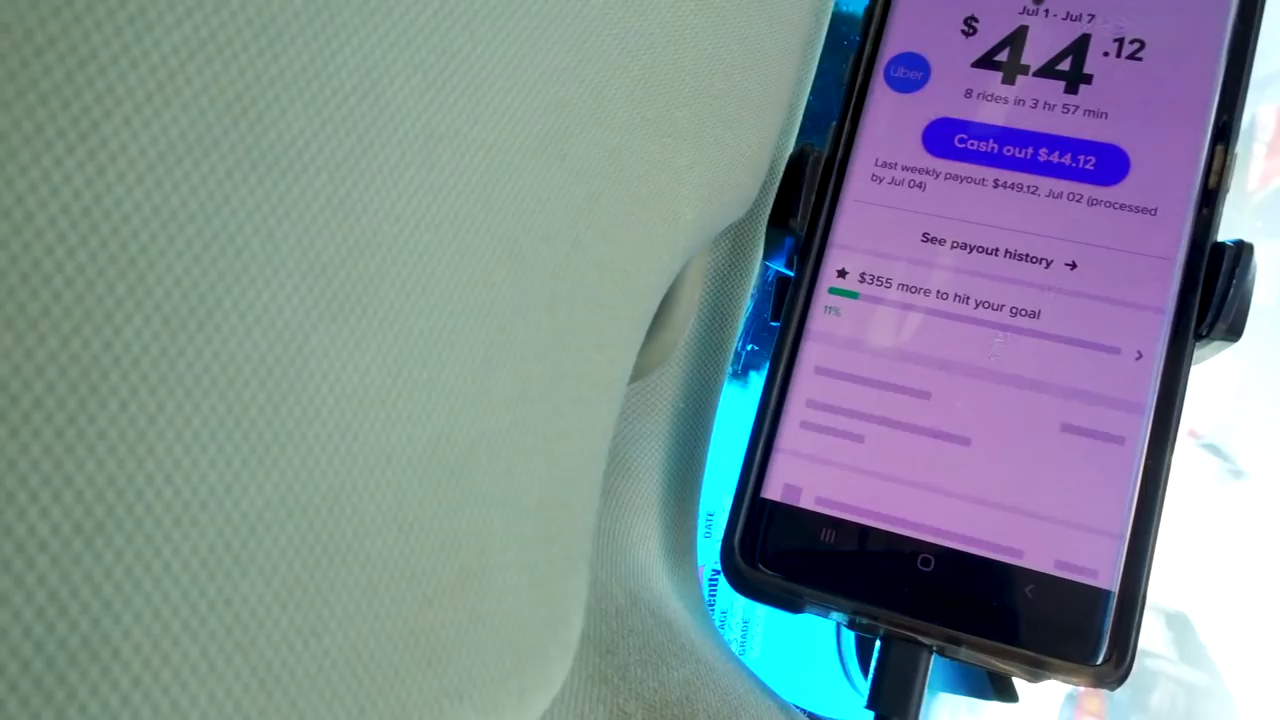 Jul 1 - Jul 7
$44.12
Uber
8 rides in 3 hr 57 min
Cash out $44.12
Last weekly payout: $449.12, Jul 02 (processed
by Jul 04)
See payout history →
$355 more to hit your goal
11%
DATE
GRADE